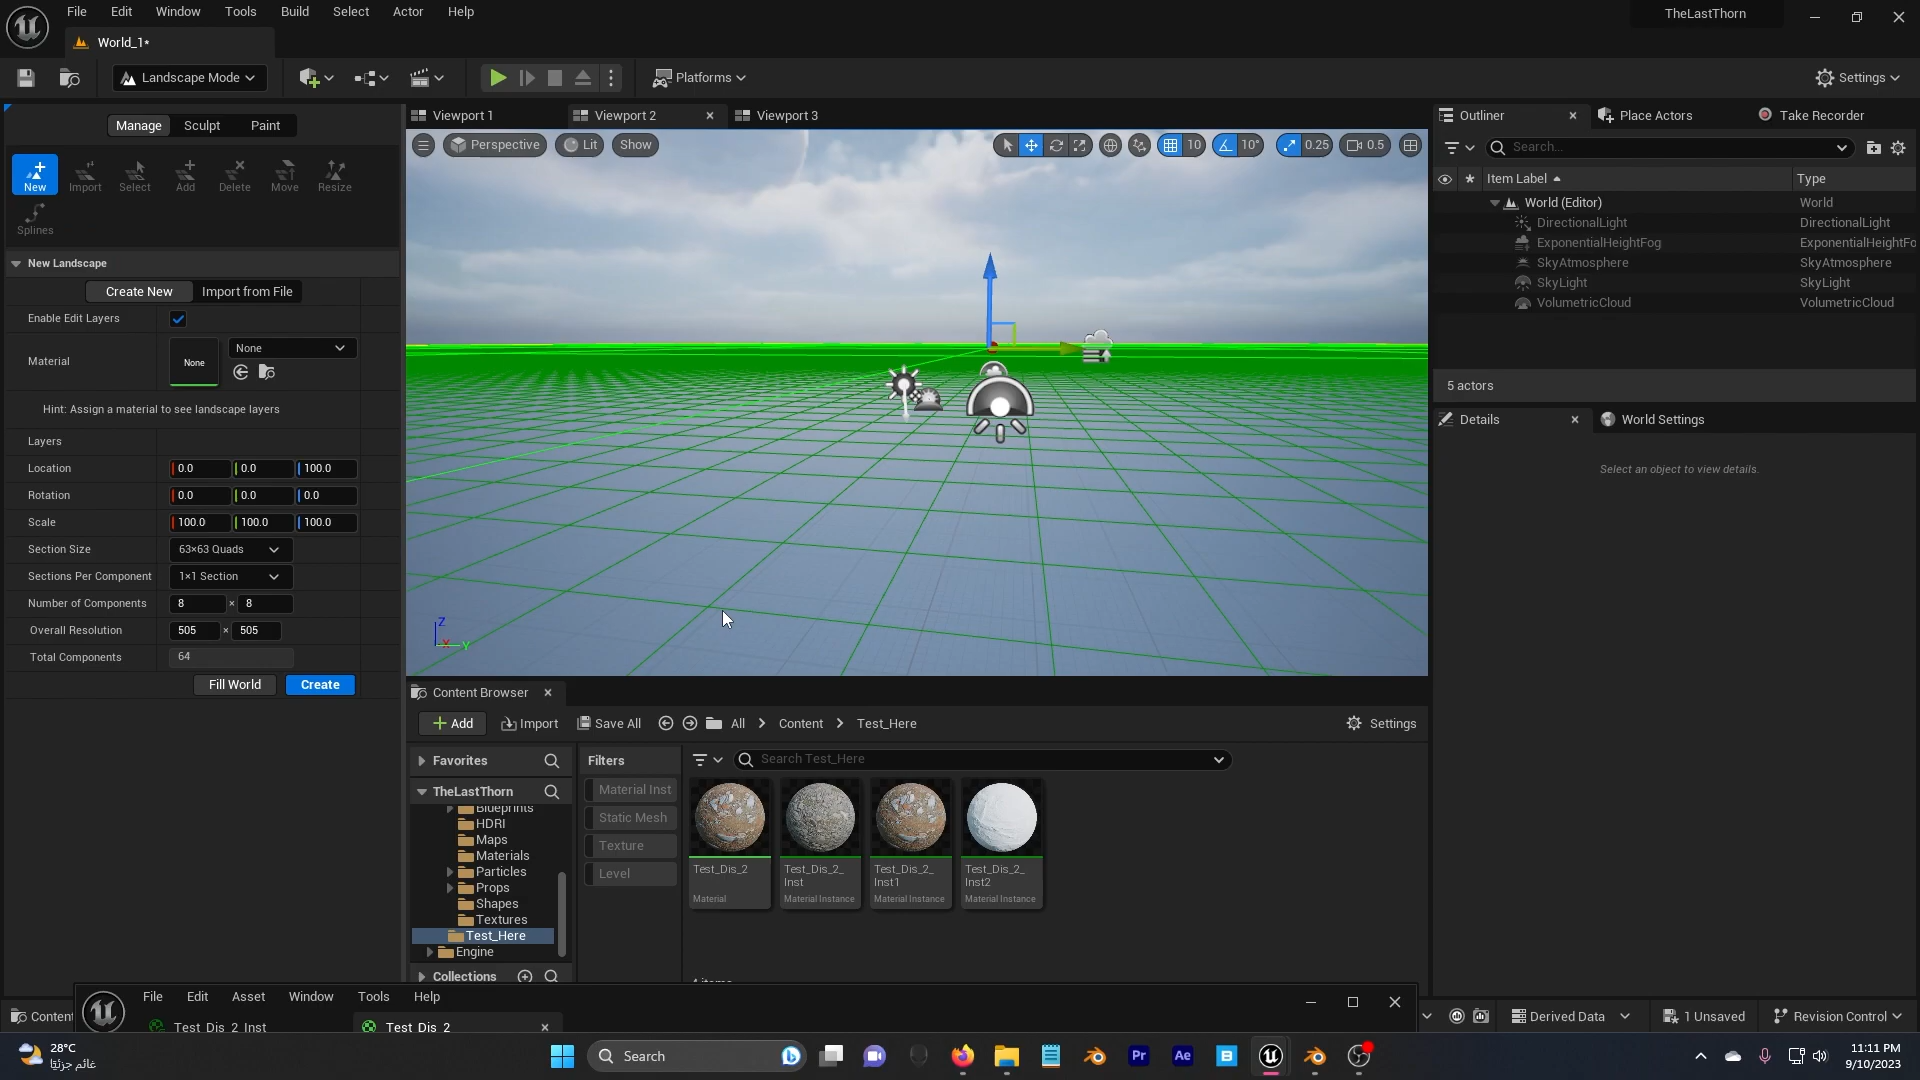 File Edit Window Tools Build Select Actor Help
TheLastThorn
World_1*
Landscape Mode
Platforms
Settings
Manage Sculpt Paint
New Import Select Add Delete Move Resize
Splines
New Landscape
Create New Import from File
Enable Edit Layers
Material
None
None
Hint: Assign a material to see landscape layers
Layers
Location 0.0 0.0 100.0
Rotation 0.0 0.0 0.0
Scale 100.0 100.0 100.0
Section Size 63×63 Quads
Sections Per Component 1×1 Section
Number of Components 8 × 8
Overall Resolution 505 × 505
Total Components 64
Fill World Create
Viewport 1 Viewport 2 Viewport 3
Perspective Lit Show
10 10° 0.25 0.5
Z
X
Y
Outliner Place Actors Take Recorder
Search...
Item Label Type
World (Editor) World
DirectionalLight DirectionalLight
ExponentialHeightFog ExponentialHeightFo
SkyAtmosphere SkyAtmosphere
SkyLight SkyLight
VolumetricCloud VolumetricCloud
5 actors
Details World Settings
Select an object to view details.
Content Browser
Add Import Save All All Content Test_Here Settings
Favorites
TheLastThorn
Blueprints
HDRI
Maps
Materials
Particles
Props
Shapes
Textures
Test_Here
Engine
Collections
Filters
Material Inst
Static Mesh
Texture
Level
Search Test_Here
Test_Dis_2
Material
Test_Dis_2_
Inst
Material Instance
Test_Dis_2_
Inst1
Material Instance
Test_Dis_2_
Inst2
Material Instance
File Edit Asset Window Tools Help
Test_Dis_2_Inst Test_Dis_2
Content
Derived Data 1 Unsaved Revision Control
28°C
غائم جزئيًا
Search
Pr Ae
11:11 PM
9/10/2023